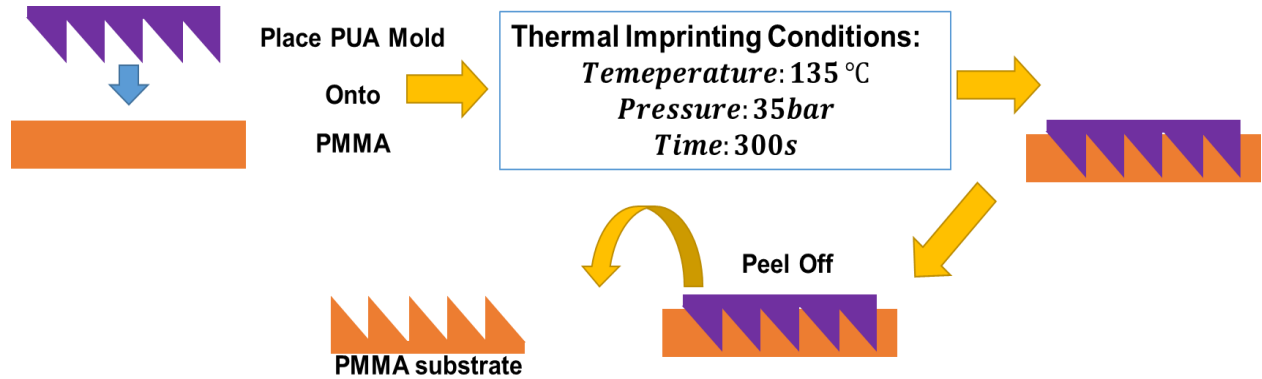 Place PUA Mold
Onto
PMMA
Thermal Imprinting Conditions:
Temeperature: 135 ℃
Pressure: 35bar
Time: 300s
Peel Off
PMMA substrate